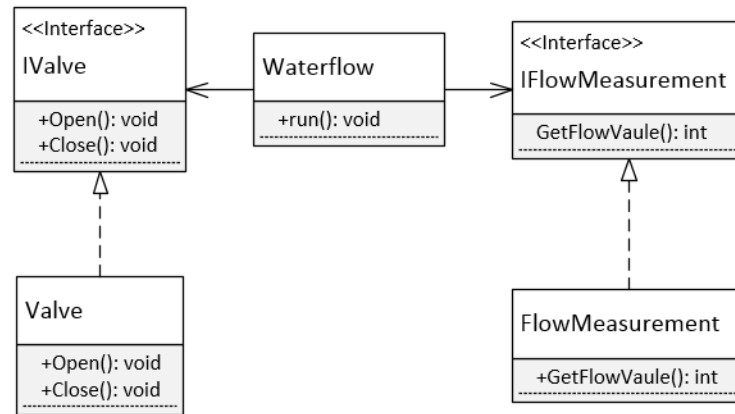 <<Interface>>
IValve
+Open(): void
+Close(): void
Waterflow
+run(): void
<<Interface>>
IFlowMeasurement
GetFlowVaule(): int
Valve
+Open(): void
+Close(): void
FlowMeasurement
+GetFlowVaule(): int